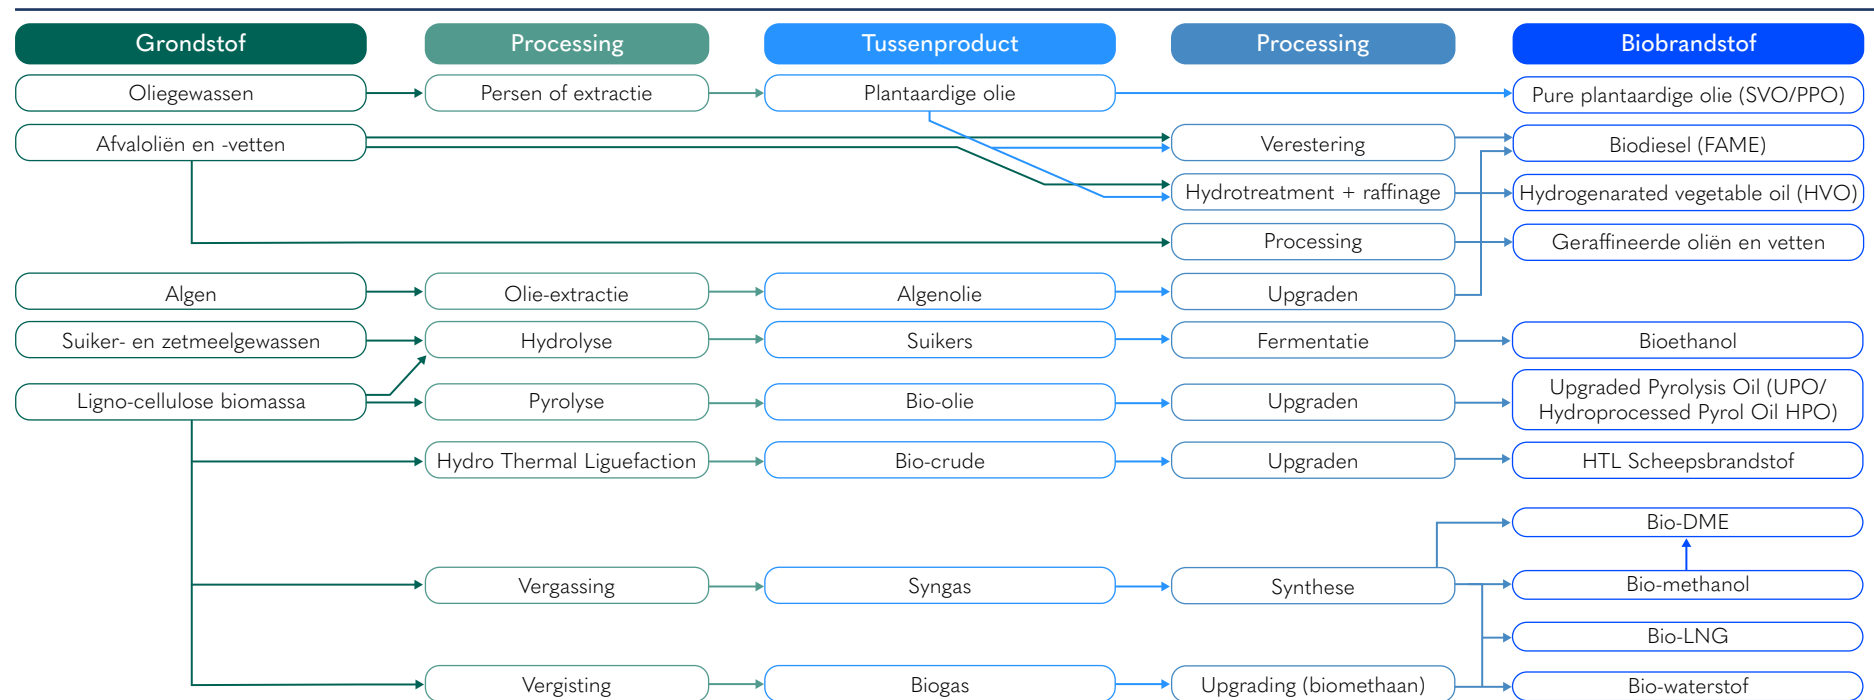 Grondstof
Processing
Tussenproduct
Processing
Biobrandstof
Oliegewassen
Persen of extractie
Plantaardige olie
Pure plantaardige olie (SVO/PPO)
Afvaloliën en -vetten
Verestering
Biodiesel (FAME)
Hydrotreatment + raffinage
Hydrogenarated vegetable oil (HVO)
Processing
Geraffineerde oliën en vetten
Algen
Olie-extractie
Algenolie
Upgraden
Suiker- en zetmeelgewassen
Hydrolyse
Suikers
Fermentatie
Bioethanol
Ligno-cellulose biomassa
Pyrolyse
Bio-olie
Upgraden
Upgraded Pyrolysis Oil (UPO/
Hydroprocessed Pyrol Oil HPO)
Hydro Thermal Liguefaction
Bio-crude
Upgraden
HTL Scheepsbrandstof
Bio-DME
Vergassing
Syngas
Synthese
Bio-methanol
Bio-LNG
Vergisting
Biogas
Upgrading (biomethaan)
Bio-waterstof